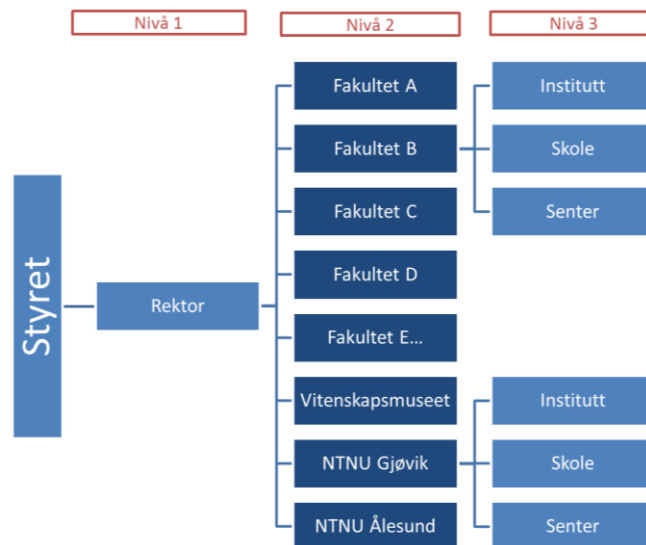 Nivå 1
Nivå 2
Nivå 3
Styret
Rektor
Fakultet A
Fakultet B
Fakultet C
Fakultet D
Fakultet E...
Vitenskapsmuseet
NTNU Gjøvik
NTNU Ålesund
Institutt
Skole
Senter
Institutt
Skole
Senter